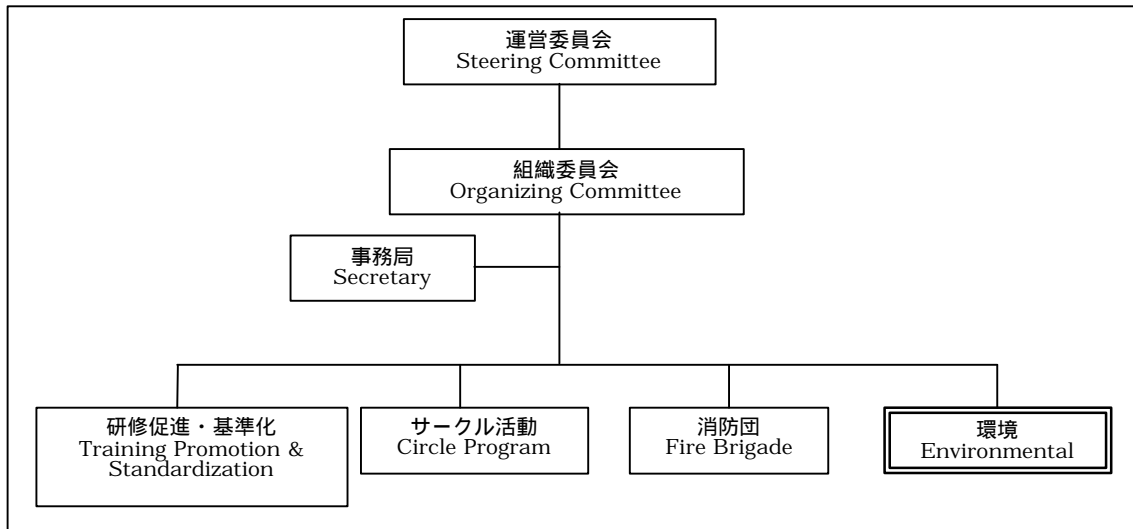 運営委員会
Steering Committee
組織委員会
Organizing Committee
事務局
Secretary
研修促進・基準化
Training Promotion &
Standardization
サークル活動
Circle Program
消防団
Fire Brigade
環境
Environmental